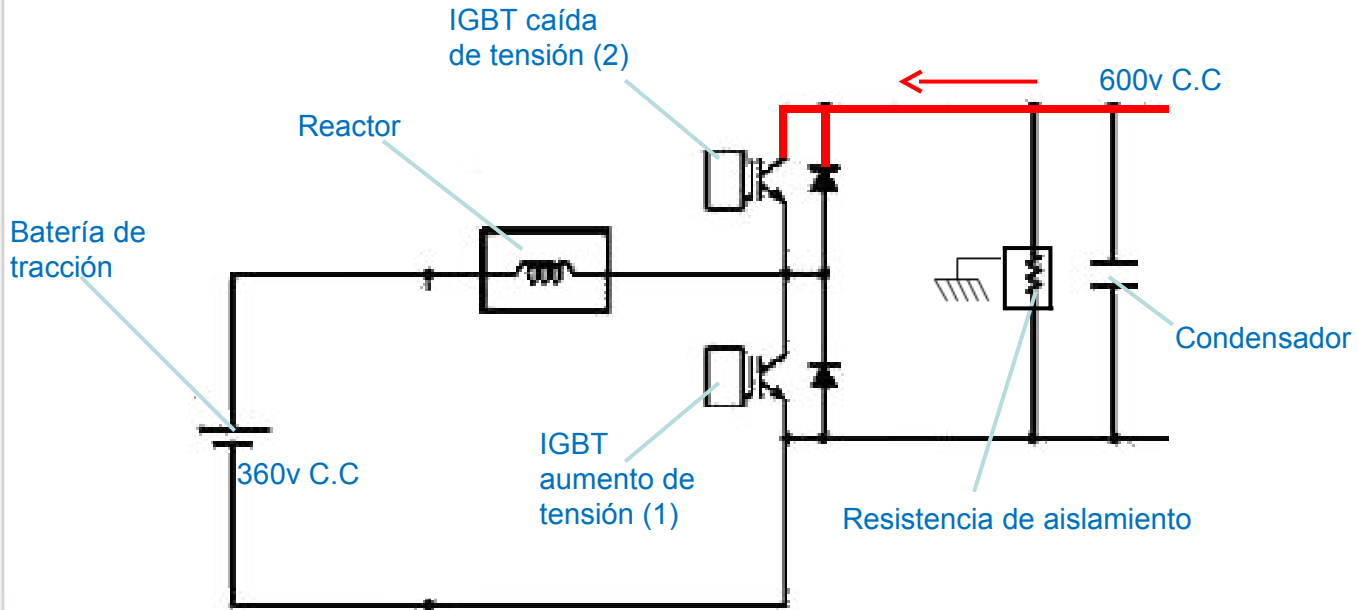 IGBT caída
de tensión (2)
600v C.C
Reactor
Batería de
tracción
Condensador
360v C.C
IGBT
aumento de
tensión (1)
Resistencia de aislamiento